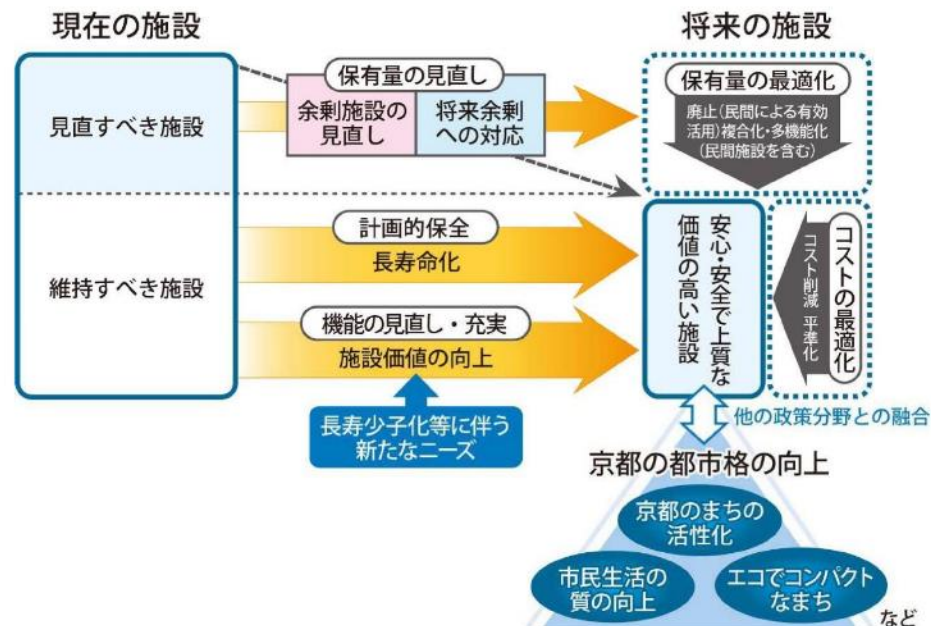 現在の施設
将来の施設
見直すべき施設
保有量の見直し
余剰施設の
見直し
将来余剰
への対応
保有量の最適化
廃止(民間による有効
活用)複合化・多機能化
(民間施設を含む)
維持すべき施設
計画的保全
長寿命化
機能の見直し・充実
施設価値の向上
長寿少子化等に伴う
新たなニーズ
安心・安全で上質な
価値の高い施設
コストの最適化
コスト削減 平準化
他の政策分野との融合
京都の都市格の向上
京都のまちの
活性化
市民生活の
質の向上
エコでコンパクト
なまち
など